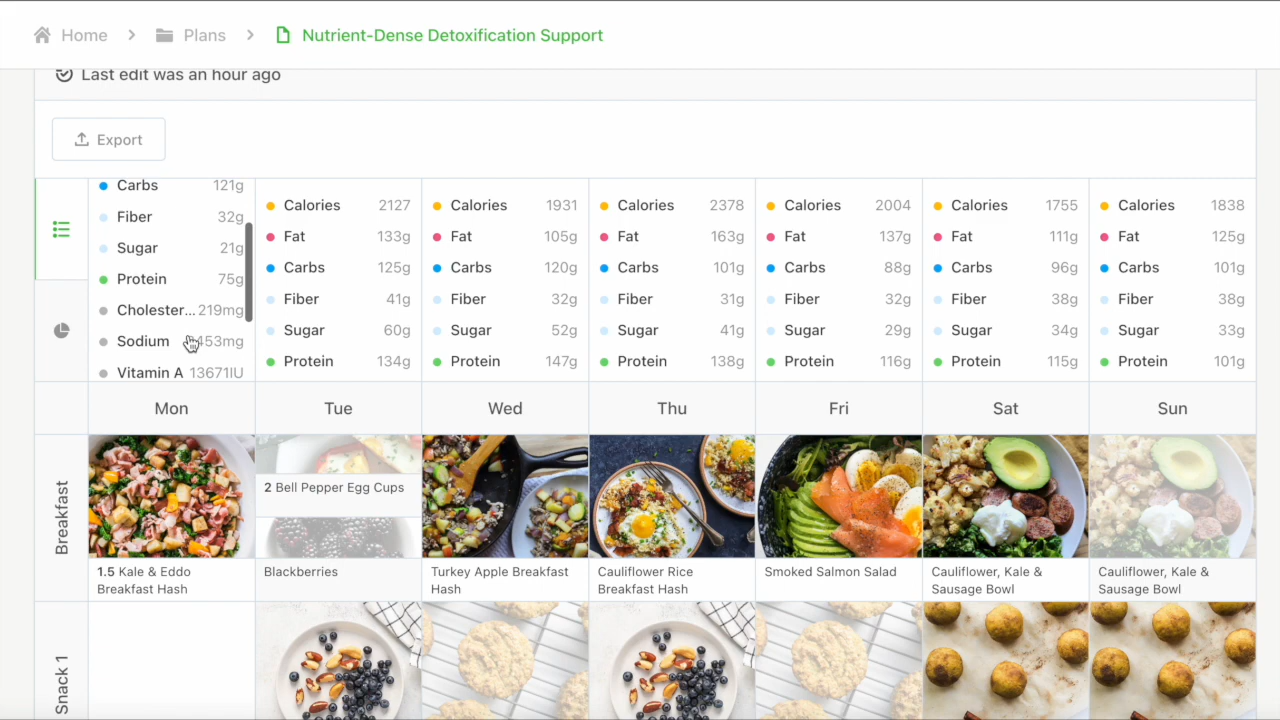 Home > Plans > Nutrient-Dense Detoxification Support
Last edit was an hour ago
Export
Carbs 121g
Fiber 32g
Sugar 21g
Protein 75g
Cholester... 219mg
Sodium 453mg
Vitamin A 13671IU
Calories 2127
Fat 133g
Carbs 125g
Fiber 41g
Sugar 60g
Protein 134g
Calories 1931
Fat 105g
Carbs 120g
Fiber 32g
Sugar 52g
Protein 147g
Calories 2378
Fat 163g
Carbs 101g
Fiber 31g
Sugar 41g
Protein 138g
Calories 2004
Fat 137g
Carbs 88g
Fiber 32g
Sugar 29g
Protein 116g
Calories 1755
Fat 111g
Carbs 96g
Fiber 38g
Sugar 34g
Protein 115g
Calories 1838
Fat 125g
Carbs 101g
Fiber 38g
Sugar 33g
Protein 101g
Mon Tue Wed Thu Fri Sat Sun
Breakfast
1.5 Kale & Eddo
Breakfast Hash
2 Bell Pepper Egg Cups
Blackberries
Turkey Apple Breakfast
Hash
Cauliflower Rice
Breakfast Hash
Smoked Salmon Salad
Cauliflower, Kale &
Sausage Bowl
Cauliflower, Kale &
Sausage Bowl
Snack 1